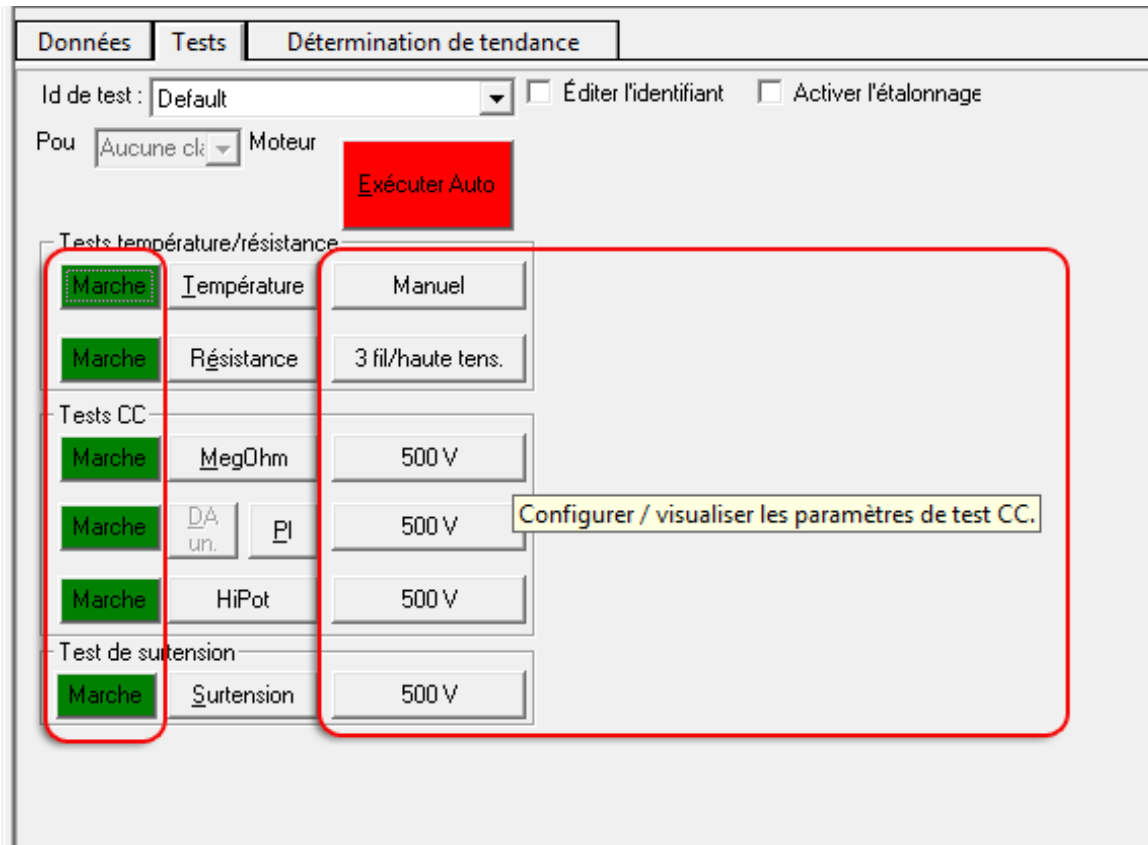 Données Tests Détermination de tendance
Id de test : Default Éditer l'identifiant Activer l'étalonnage
Pou Aucune cla Moteur
Exécuter Auto
Tests température/résistance
Marche Température Manuel
Marche Résistance 3 fil/haute tens.
Tests CC
Marche MegOhm 500 V
Configurer / visualiser les paramètres de test CC.
Marche DA un. PI 500 V
Marche HiPot 500 V
Test de surtension
Marche Surtension 500 V